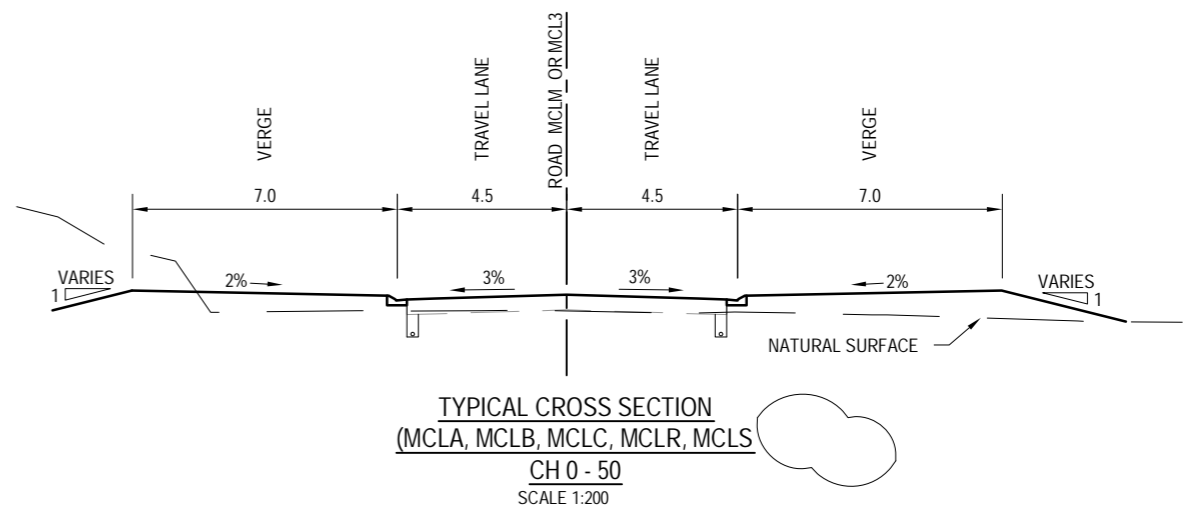 VERGE
TRAVEL LANE
ROAD MCLM OR MCL3
TRAVEL LANE
VERGE
7.0
4.5
4.5
7.0
VARIES
1
2%
3%
3%
2%
VARIES
1
NATURAL SURFACE
TYPICAL CROSS SECTION
(MCLA, MCLB, MCLC, MCLR, MCLS
CH 0 - 50
SCALE 1:200